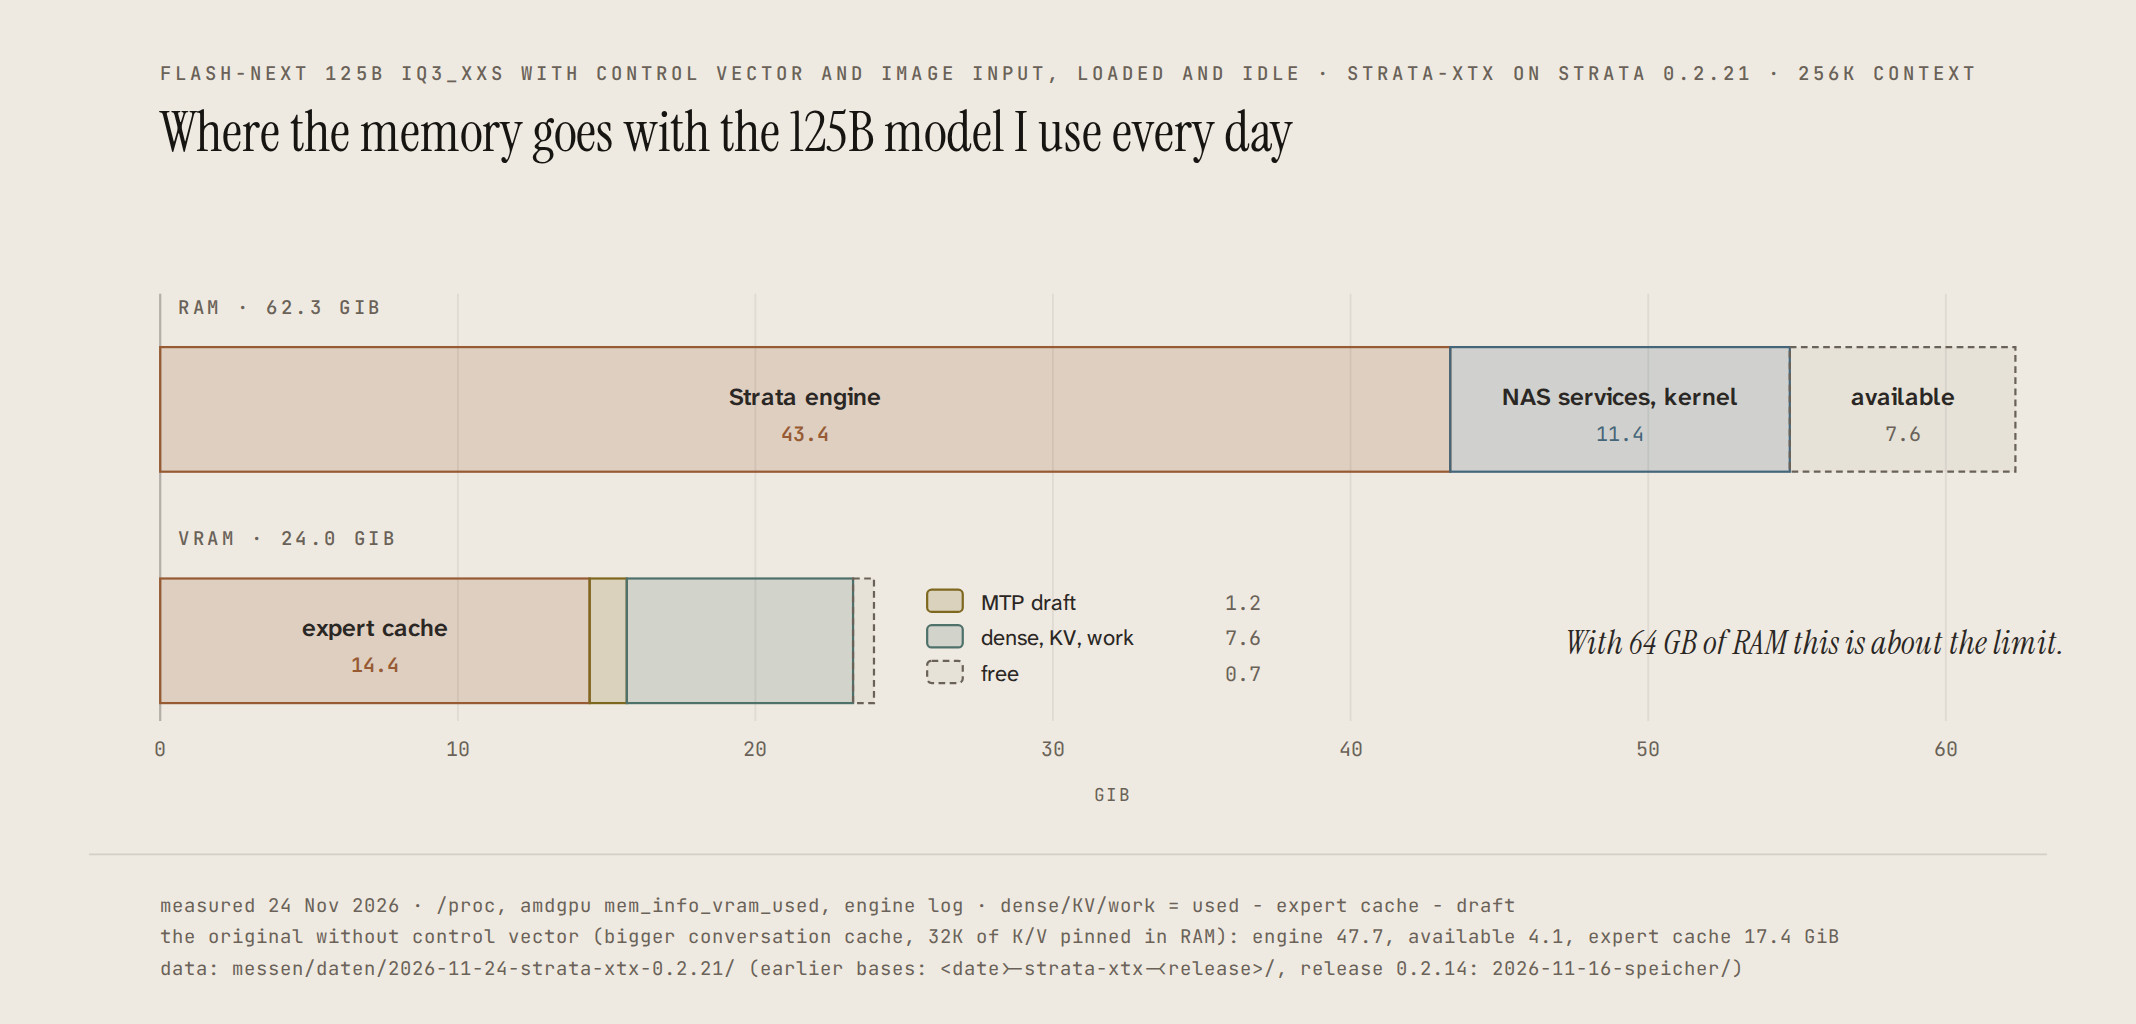 FLASH-NEXT 125B IQ3_XXS WITH CONTROL VECTOR AND IMAGE INPUT, LOADED AND IDLE · STRATA-XTX ON STRATA 0.2.21 · 256K CONTEXT
Where the memory goes with the 125B model I use every day
RAM · 62.3 GIB
Strata engine
43.4
NAS services, kernel
11.4
available
7.6
VRAM · 24.0 GIB
expert cache
14.4
MTP draft 1.2
dense, KV, work 7.6
free 0.7
With 64 GB of RAM this is about the limit.
0 10 20 30 40 50 60
GIB
measured 24 Nov 2026 · /proc, amdgpu mem_info_vram_used, engine log · dense/KV/work = used - expert cache - draft
the original without control vector (bigger conversation cache, 32K of K/V pinned in RAM): engine 47.7, available 4.1, expert cache 17.4 GiB
data: messen/daten/2026-11-24-strata-xtx-0.2.21/ (earlier bases: <date>-strata-xtx-<release>/, release 0.2.14: 2026-11-16-speicher/)